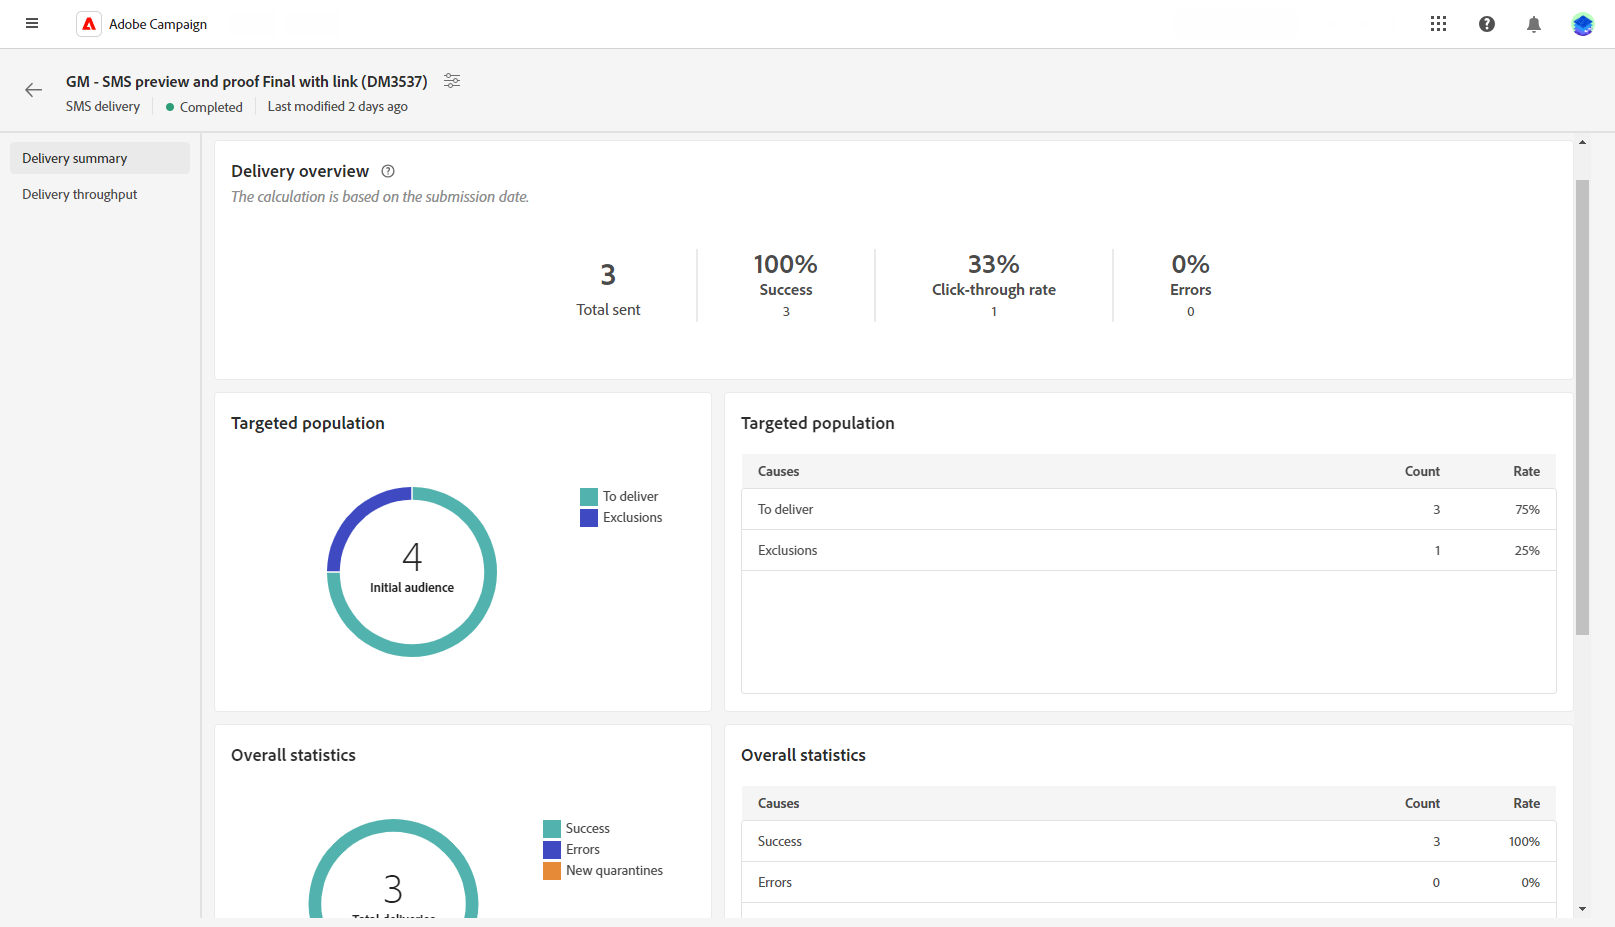 Adobe Campaign
GM - SMS preview and proof Final with link (DM3537)
SMS delivery
Completed
Last modified 2 days ago
Delivery summary
Delivery throughput
Delivery overview
The calculation is based on the submission date.
3
Total sent
100%
Success
3
33%
Click-through rate
1
0%
Errors
0
Targeted population
4
Initial audience
To deliver
Exclusions
Targeted population
Causes Count Rate
To deliver 3 75%
Exclusions 1 25%
Overall statistics
3
Total deliveries
Success
Errors
New quarantines
Overall statistics
Causes Count Rate
Success 3 100%
Errors 0 0%